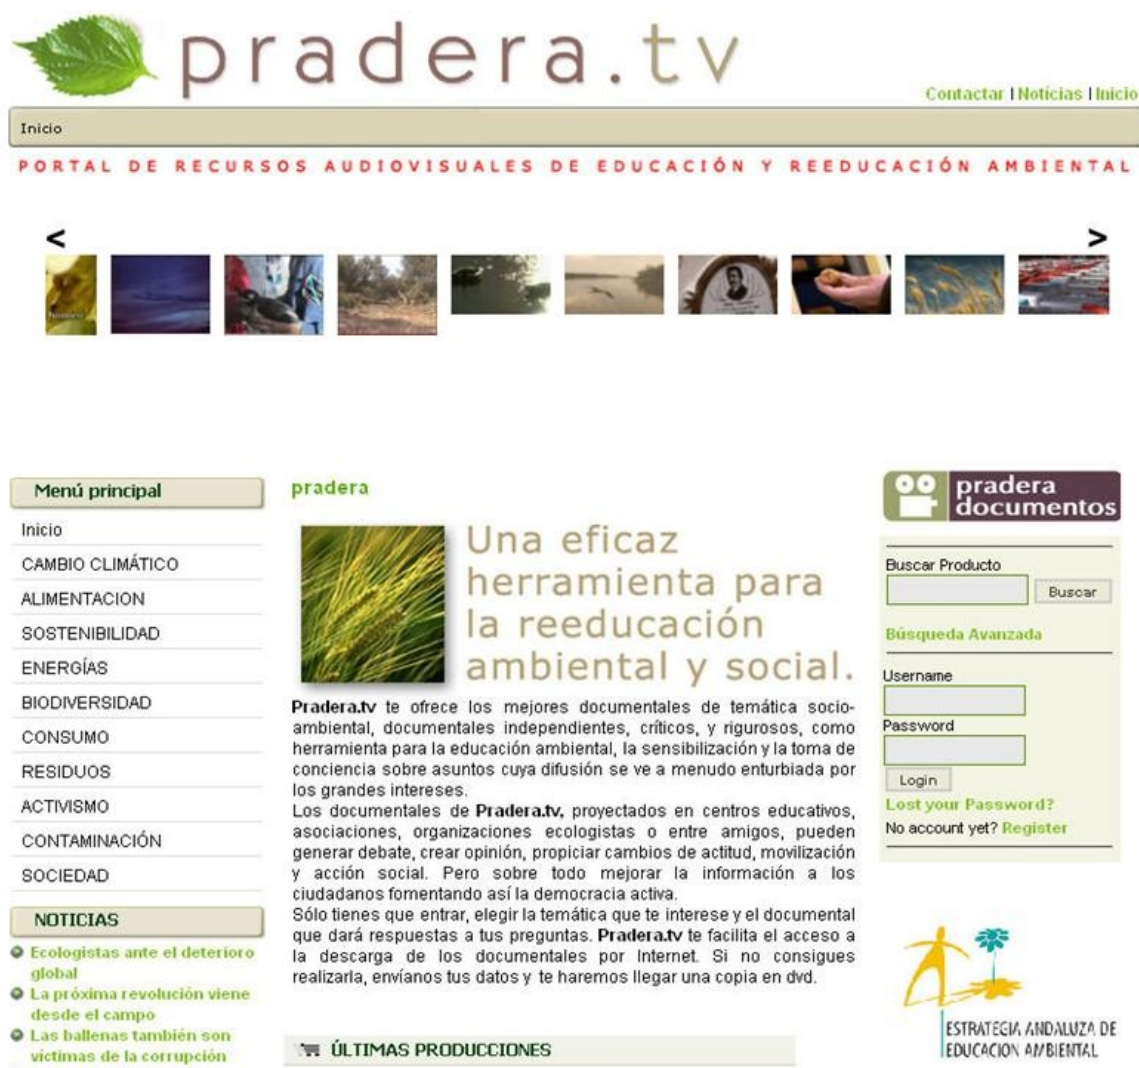 pradera.tv
Contactar | Noticias | Inicio
Inicio
PORTAL DE RECURSOS AUDIOVISUALES DE EDUCACIÓN Y REEDUCACIÓN AMBIENTAL
<
>
Menú principal
Inicio
CAMBIO CLIMÁTICO
ALIMENTACION
SOSTENIBILIDAD
ENERGÍAS
BIODIVERSIDAD
CONSUMO
RESIDUOS
ACTIVISMO
CONTAMINACIÓN
SOCIEDAD
NOTICIAS
Ecologistas ante el deterioro
global
La próxima revolución viene
desde el campo
Las ballenas también son
victimas de la corrupción
pradera
Una eficaz
herramienta para
la reeducación
ambiental y social.
Pradera.tv te ofrece los mejores documentales de temática socio-
ambiental, documentales independientes, críticos, y rigurosos, como
herramienta para la educación ambiental, la sensibilización y la toma de
conciencia sobre asuntos cuya difusión se ve a menudo enturbiada por
los grandes intereses.
Los documentales de Pradera.tv, proyectados en centros educativos,
asociaciones, organizaciones ecologistas o entre amigos, pueden
generar debate, crear opinión, propiciar cambios de actitud, movilización
y acción social. Pero sobre todo mejorar la información a los
ciudadanos fomentando así la democracia activa.
Sólo tienes que entrar, elegir la temática que te interese y el documental
que dará respuestas a tus preguntas. Pradera.tv te facilita el acceso a
la descarga de los documentales por Internet. Si no consigues
realizarla, envíanos tus datos y te haremos llegar una copia en dvd.
ÚLTIMAS PRODUCCIONES
pradera
documentos
Buscar Producto
Buscar
Búsqueda Avanzada
Username
Password
Login
Lost your Password?
No account yet? Register
ESTRATEGIA ANDALUZA DE
EDUCACION AMBIENTAL